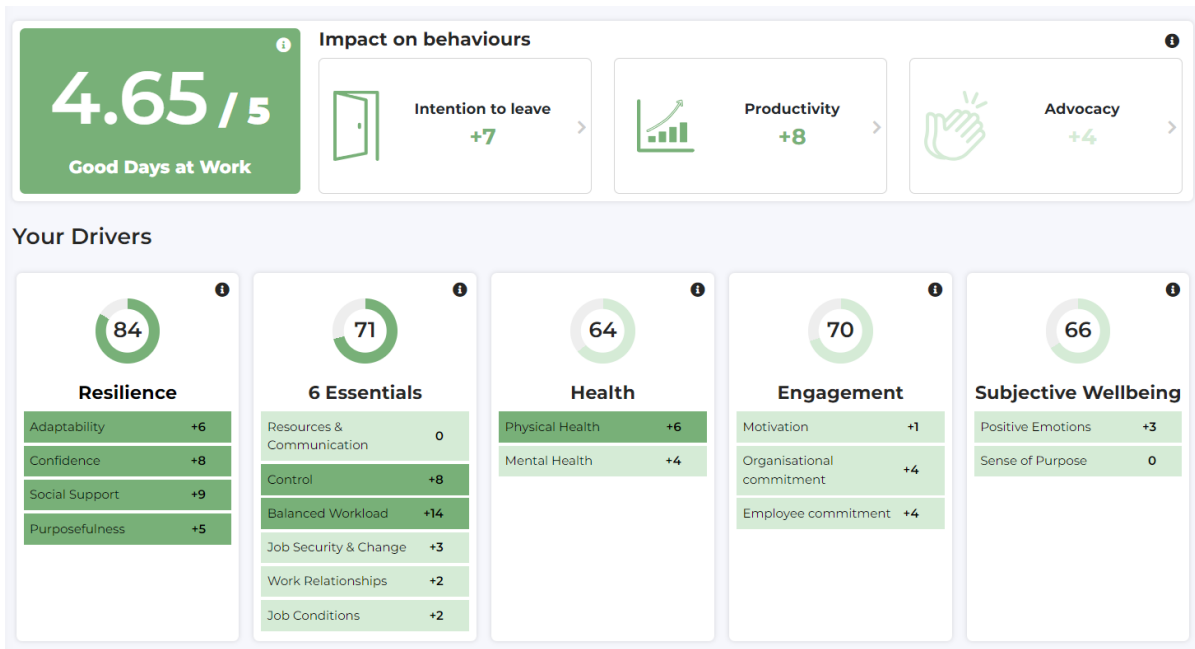 Impact on behaviours
4.65 / 5
Good Days at Work
Intention to leave
+7
Productivity
+8
Advocacy
+4
Your Drivers
84
Resilience
Adaptability +6
Confidence +8
Social Support +9
Purposefulness +5
71
6 Essentials
Resources &
Communication 0
Control +8
Balanced Workload +14
Job Security & Change +3
Work Relationships +2
Job Conditions +2
64
Health
Physical Health +6
Mental Health +4
70
Engagement
Motivation +1
Organisational
commitment +4
Employee commitment +4
66
Subjective Wellbeing
Positive Emotions +3
Sense of Purpose 0